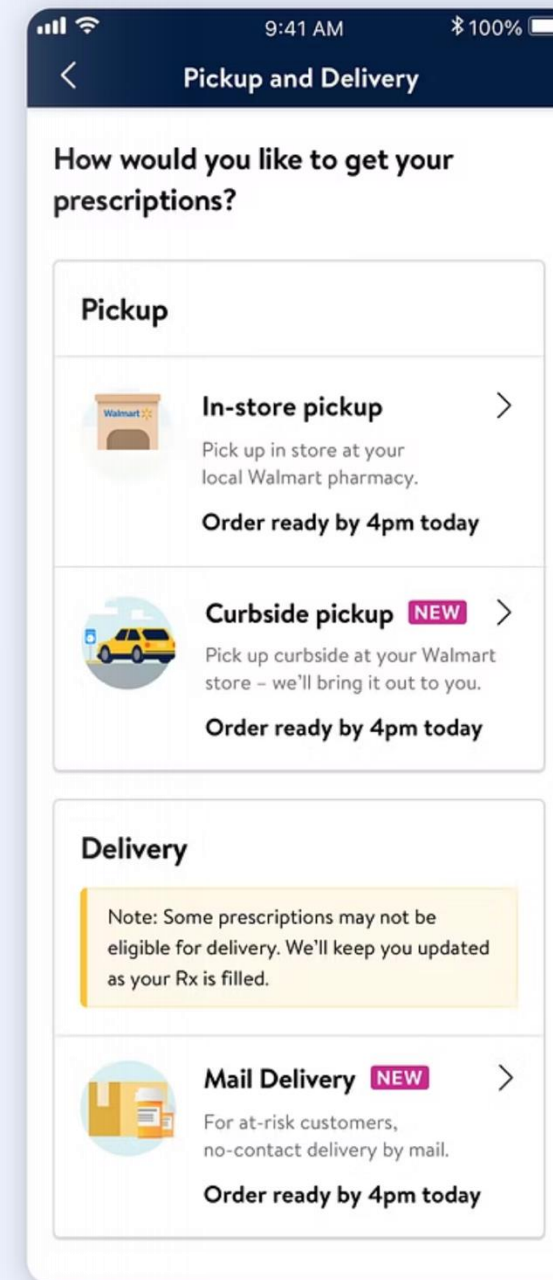 9:41 AM 100%
Pickup and Delivery
How would you like to get your
prescriptions?
Pickup
Walmart
In-store pickup
Pick up in store at your
local Walmart pharmacy.
Order ready by 4pm today
Curbside pickup NEW
Pick up curbside at your Walmart
store – we'll bring it out to you.
Order ready by 4pm today
Delivery
Note: Some prescriptions may not be
eligible for delivery. We'll keep you updated
as your Rx is filled.
Mail Delivery NEW
For at-risk customers,
no-contact delivery by mail.
Order ready by 4pm today